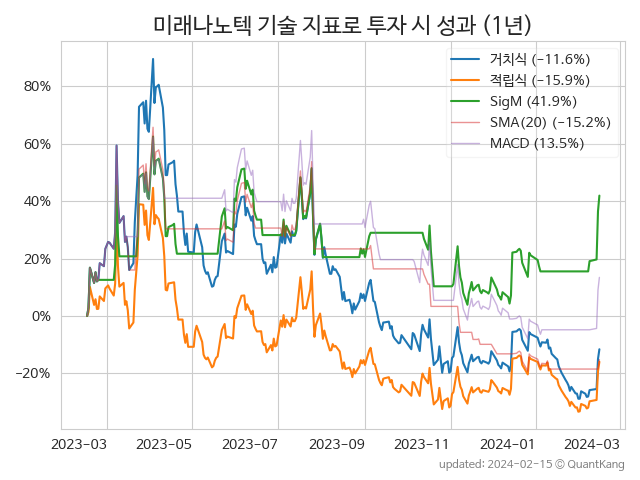 미래나노텍 기술 지표로 투자 시 성과 (1년)
거치식 (−11.6%)
적립식 (−15.9%)
SigM (41.9%)
SMA(20) (−15.2%)
MACD (13.5%)
80%
60%
40%
20%
0%
−20%
2023-03 2023-05 2023-07 2023-09 2023-11 2024-01 2024-03
updated: 2024-02-15 © QuantKang